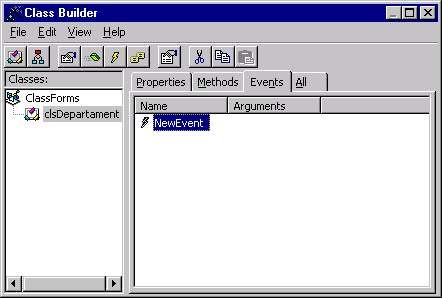 Class Builder
File Edit View Help
Classes:
ClassForms
clsDepartament
Properties Methods Events All
Name Arguments
NewEvent